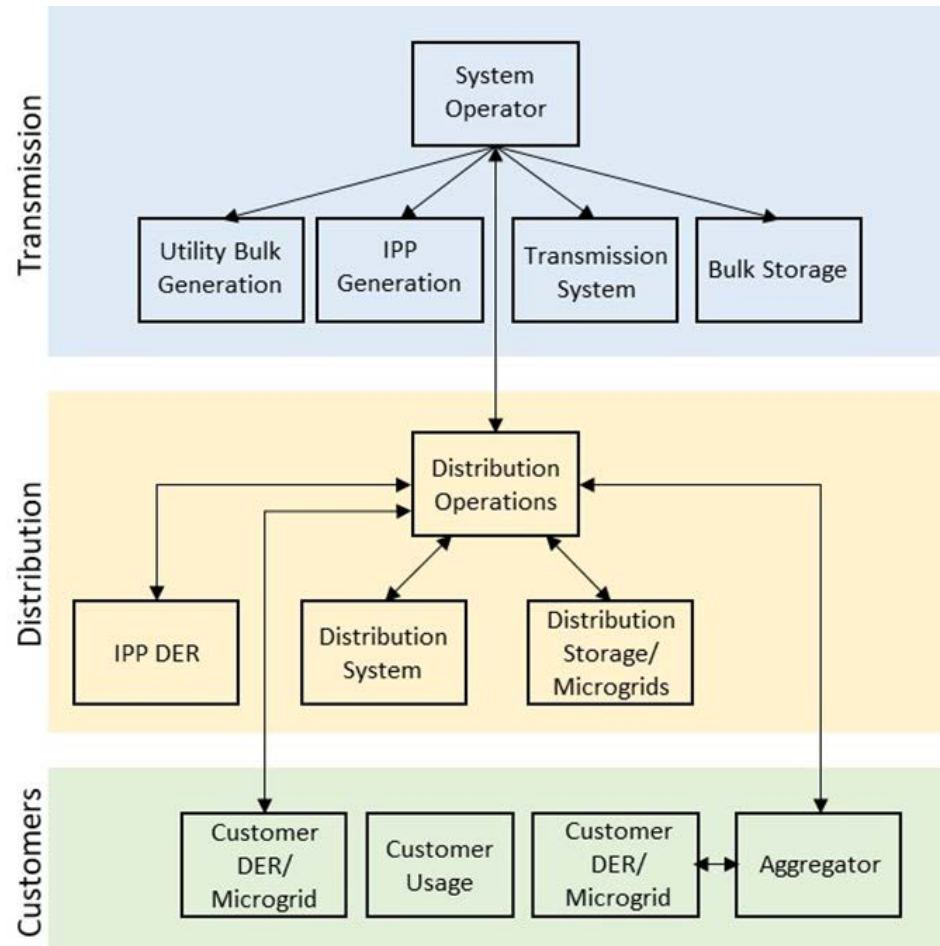 Transmission
System
Operator
Utility Bulk
Generation
IPP
Generation
Transmission
System
Bulk Storage
Distribution
Distribution
Operations
IPP DER
Distribution
System
Distribution
Storage/
Microgrids
Customers
Customer
DER/
Microgrid
Customer
Usage
Customer
DER/
Microgrid
Aggregator